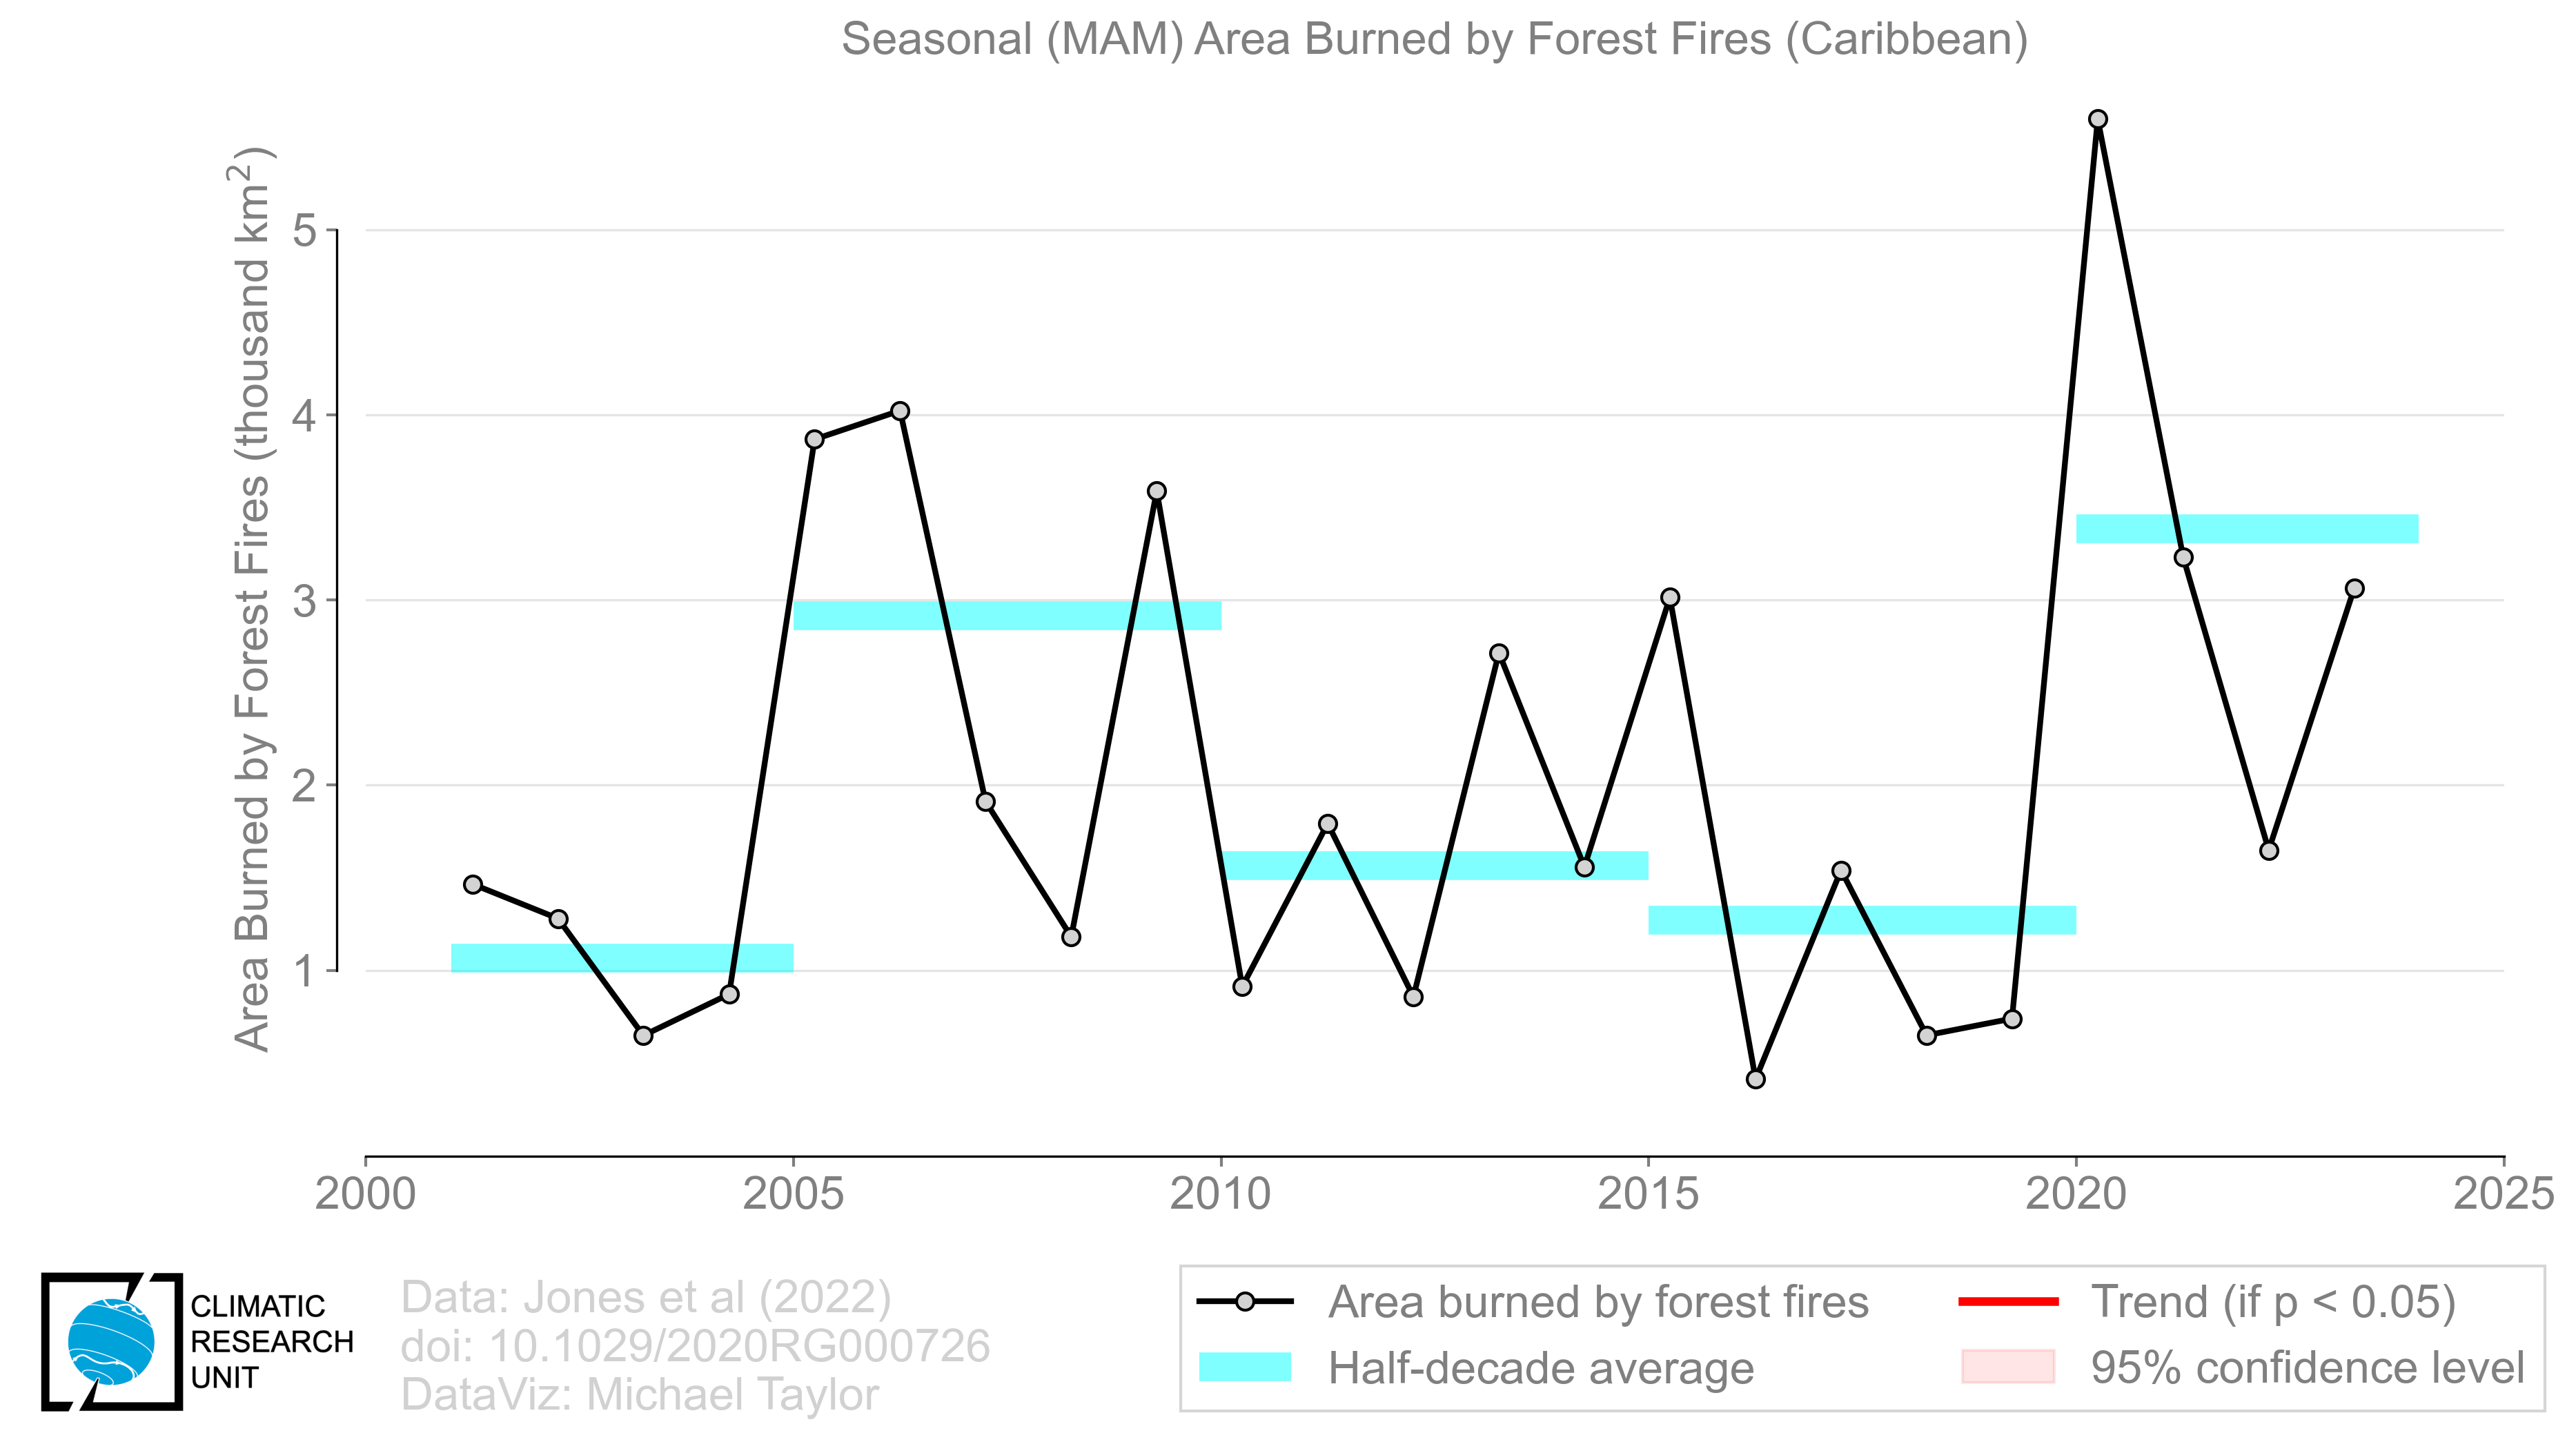 Seasonal (MAM) Area Burned by Forest Fires (Caribbean)
Area Burned by Forest Fires (thousand km²)
5
4
3
2
1
2000
2005
2010
2015
2020
2025
CLIMATIC
RESEARCH
UNIT
Data: Jones et al (2022)
doi: 10.1029/2020RG000726
DataViz: Michael Taylor
Area burned by forest fires
Half-decade average
Trend (if p < 0.05)
95% confidence level